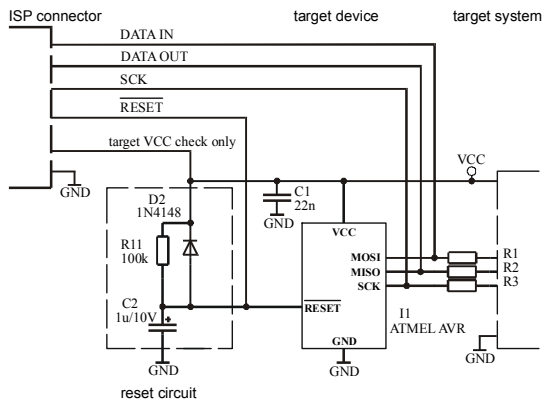 ISP connector
target device
target system
DATA IN
DATA OUT
SCK
RESET
target VCC check only
GND
VCC
D2
1N4148
C1
22n
GND
R11
100k
C2
1u/10V
+
GND
VCC
MOSI
MISO
SCK
RESET
GND
GND
R1
R2
R3
I1
ATMEL AVR
GND
reset circuit